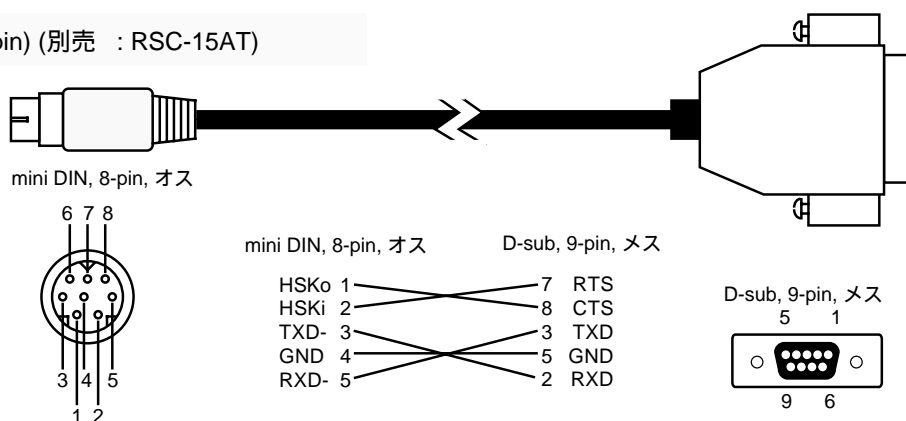 pin) (別売 : RSC-15AT)
mini DIN, 8-pin, オス
6 7 8
3 4 5
1 2
mini DIN, 8-pin, オス D-sub, 9-pin, メス
HSKo 1 7 RTS
HSKi 2 8 CTS
TXD- 3 3 TXD
GND 4 5 GND
RXD- 5 2 RXD
D-sub, 9-pin, メス
5 1
9 6